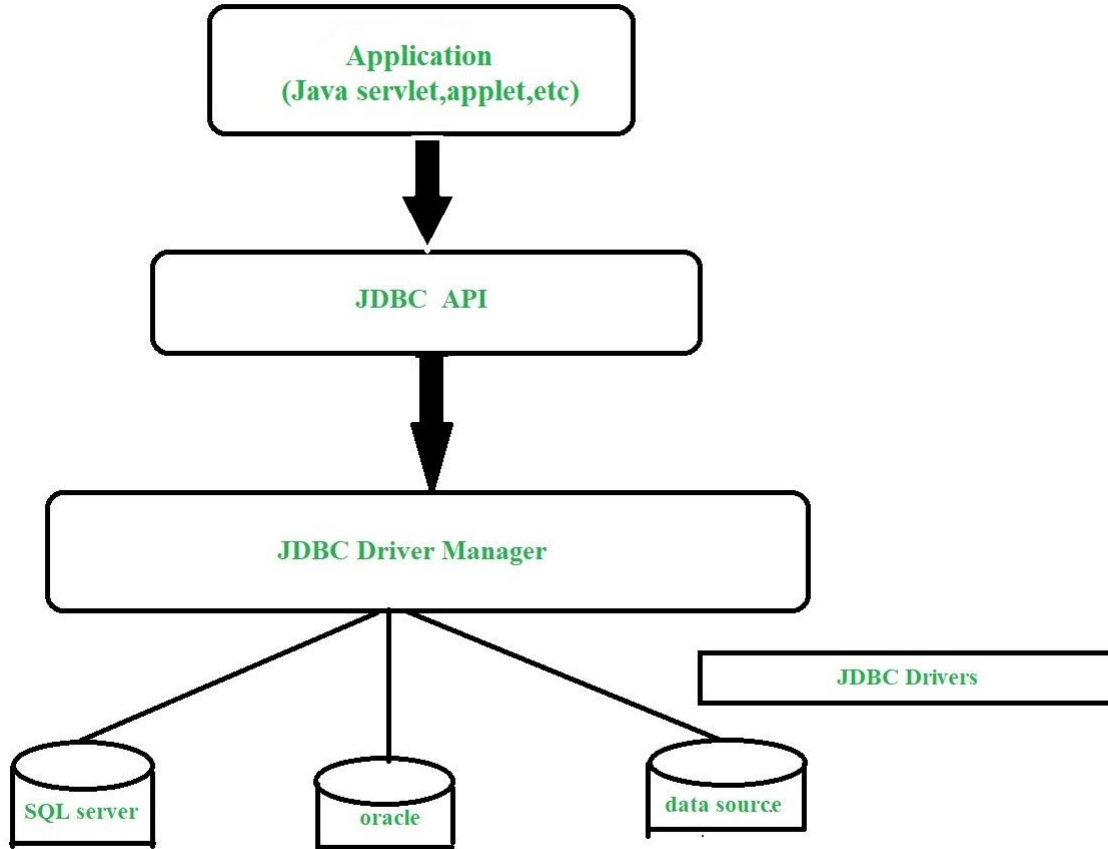 Application
(Java servlet,applet,etc)
JDBC API
JDBC Driver Manager
JDBC Drivers
SQL server
oracle
data source